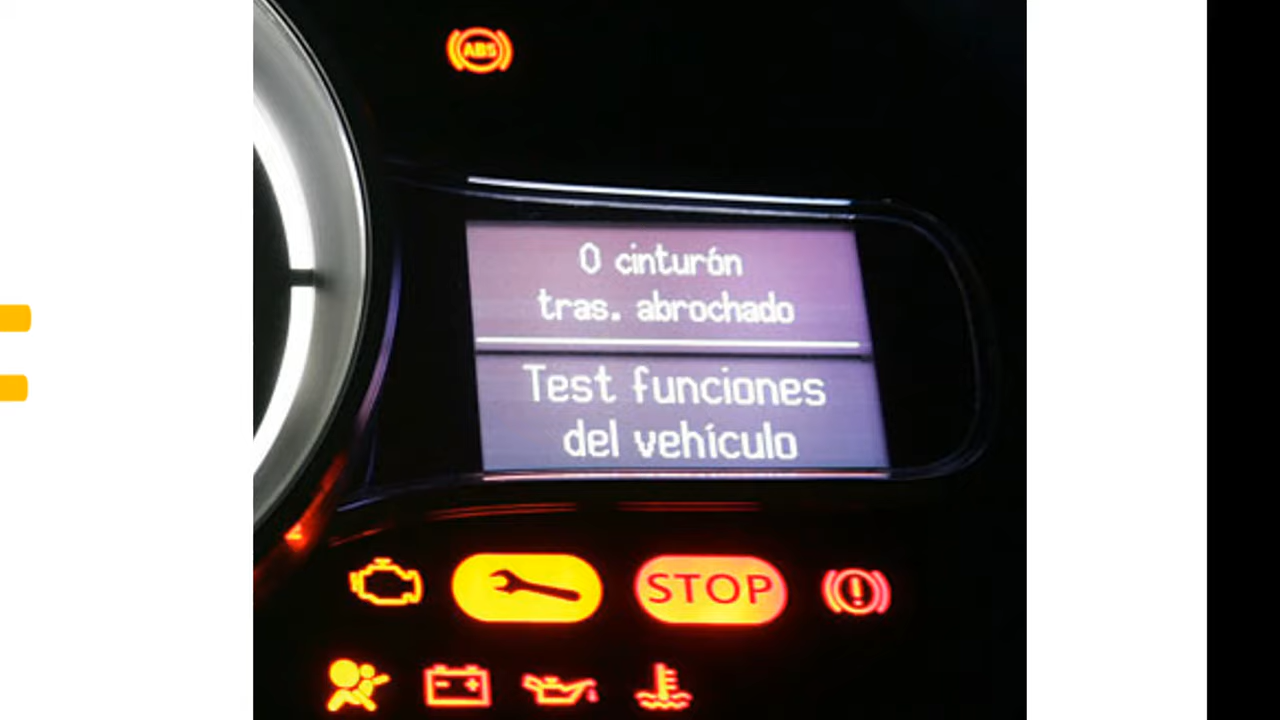 ABS
0 cinturón
tras. abrochado
Test funciones
del vehículo
STOP